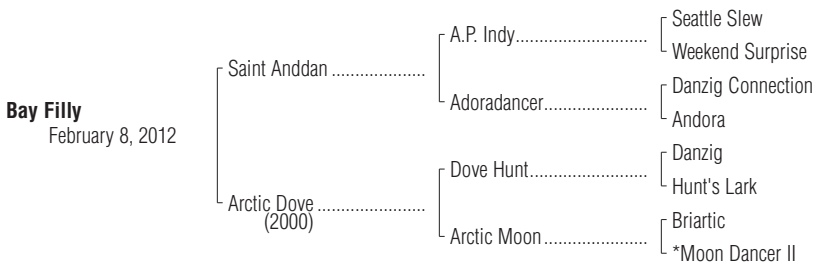 Bay Filly
February 8, 2012
Saint Anddan ....................
Arctic Dove .......................
(2000)
A.P. Indy............................
Adoradancer......................
Dove Hunt.........................
Arctic Moon......................
Seattle Slew
Weekend Surprise
Danzig Connection
Andora
Danzig
Hunt's Lark
Briartic
*Moon Dancer II